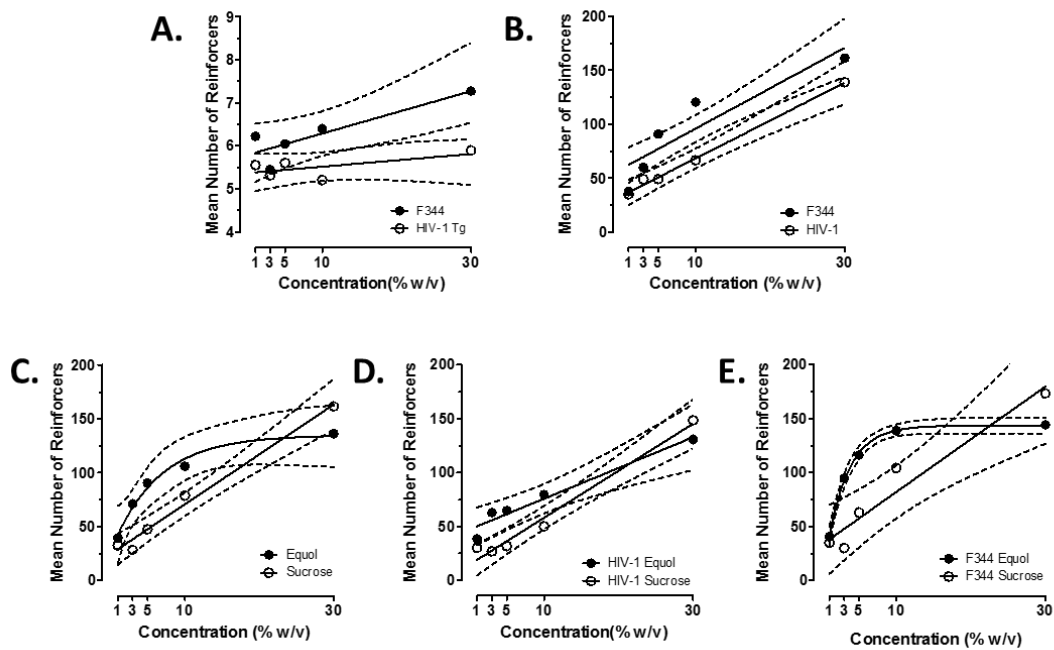 A.
Mean Number of Reinforcers
9
8
7
6
5
4
F344
HIV-1 Tg
1 3 5 10 30
Concentration(% w/v)
B.
Mean Number of Reinforcers
200
150
100
50
0
F344
HIV-1
1 3 5 10 30
Concentration (% w/v)
C.
Mean Number of Reinforcers
200
150
100
50
0
Equol
Sucrose
1 3 5 10 30
Concentration (% w/v)
D.
Mean Number of Reinforcers
200
150
100
50
0
HIV-1 Equol
HIV-1 Sucrose
1 3 5 10 30
Concentration(% w/v)
E.
Mean Number of Reinforcers
200
150
100
50
0
F344 Equol
F344 Sucrose
1 3 5 10 30
Concentration (% w/v)